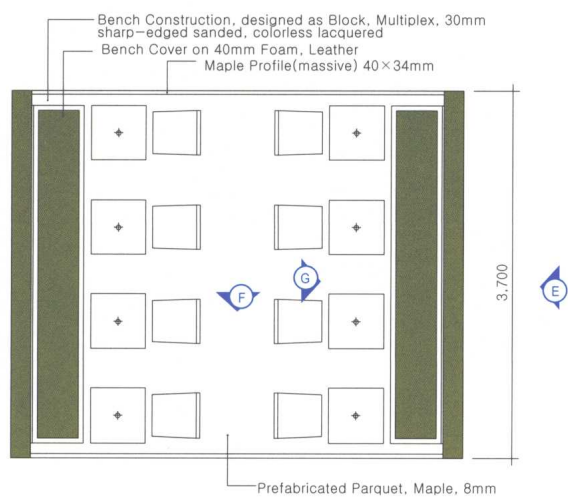 Bench Construction, designed as Block, Multiplex, 30mm
sharp-edged sanded, colorless lacquered
Bench Cover on 40mm Foam, Leather
Maple Profile(massive) 40×34mm
G
F
E
3,700
Prefabricated Parquet, Maple, 8mm